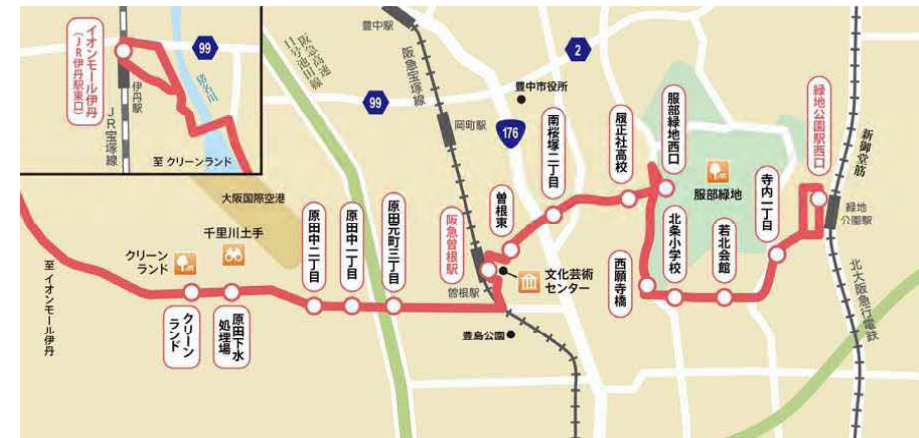 イオンモール伊丹
(JR伊丹駅東口)
伊丹駅
JR宝塚線
99
猪名川
至 クリーンランド
阪急高速
11号池田線
99
豊中駅
阪急宝塚線
2
豊中市役所
岡町駅
176
南桜塚二丁目
履正社高校
服部緑地西口
緑地公園駅西口
新御堂筋
服部緑地
寺内一丁目
緑地
公園駅
北大阪急行電鉄
大阪国際空港
千里川土手
クリーン
ランド
至 イオンモール伊丹
クリーン
ランド
原田下水
処理場
原田中二丁目
原田中一丁目
原田元町三丁目
阪急曽根駅
曽根東
曽根駅
文化芸術
センター
豊島公園
西願寺橋
北条小学校
若北会館